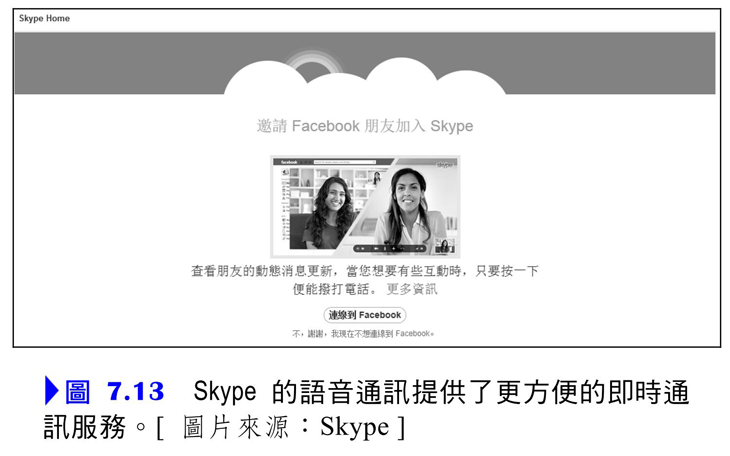 Skype Home
邀請 Facebook 朋友加入 Skype
facebook
skype
查看朋友的動態消息更新，當您想要有些互動時，只要按一下
便能撥打電話。 更多資訊
連線到 Facebook
不，謝謝，我現在不想連線到 Facebook。
圖 7.13 Skype 的語音通訊提供了更方便的即時通
訊服務。[ 圖片來源：Skype ]